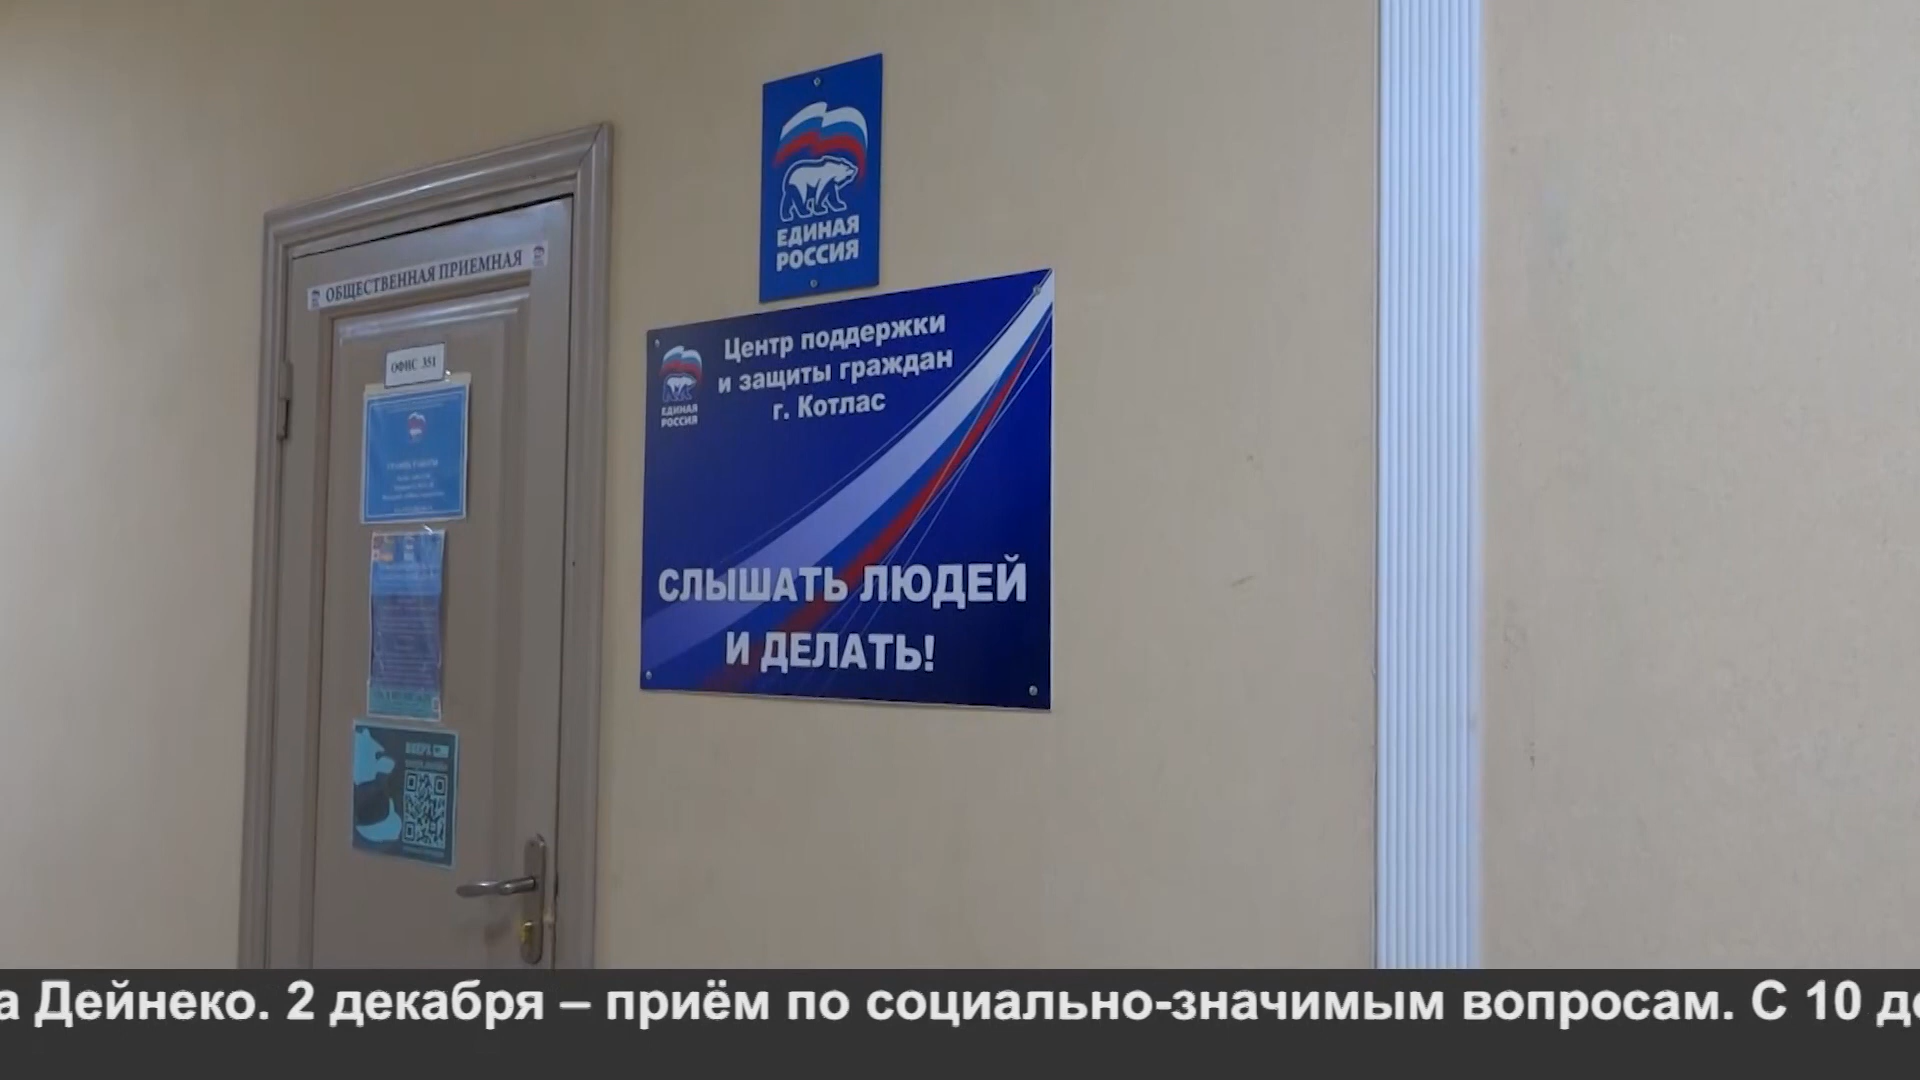 ЕДИНАЯ
РОССИЯ
ОБЩЕСТВЕННАЯ ПРИЕМНАЯ
ОФИС 351
Центр поддержки
и защиты граждан
г. Котлас
ЕДИНАЯ
РОССИЯ
СЛЫШАТЬ ЛЮДЕЙ
И ДЕЛАТЬ!
а Дейнеко. 2 декабря – приём по социально-значимым вопросам. С 10 де